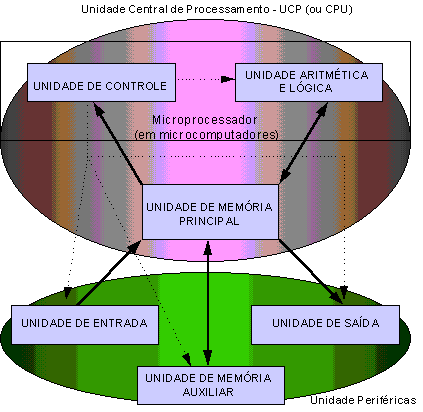 Unidade Central de Processamento - UCP (ou CPU)
UNIDADE DE CONTROLE
UNIDADE ARITMÉTICA
E LÓGICA
Microprocessador
(em microcomputadores)
UNIDADE DE MEMÓRIA
PRINCIPAL
UNIDADE DE ENTRADA
UNIDADE DE SAÍDA
UNIDADE DE MEMÓRIA
AUXILIAR
Unidade Periféricas